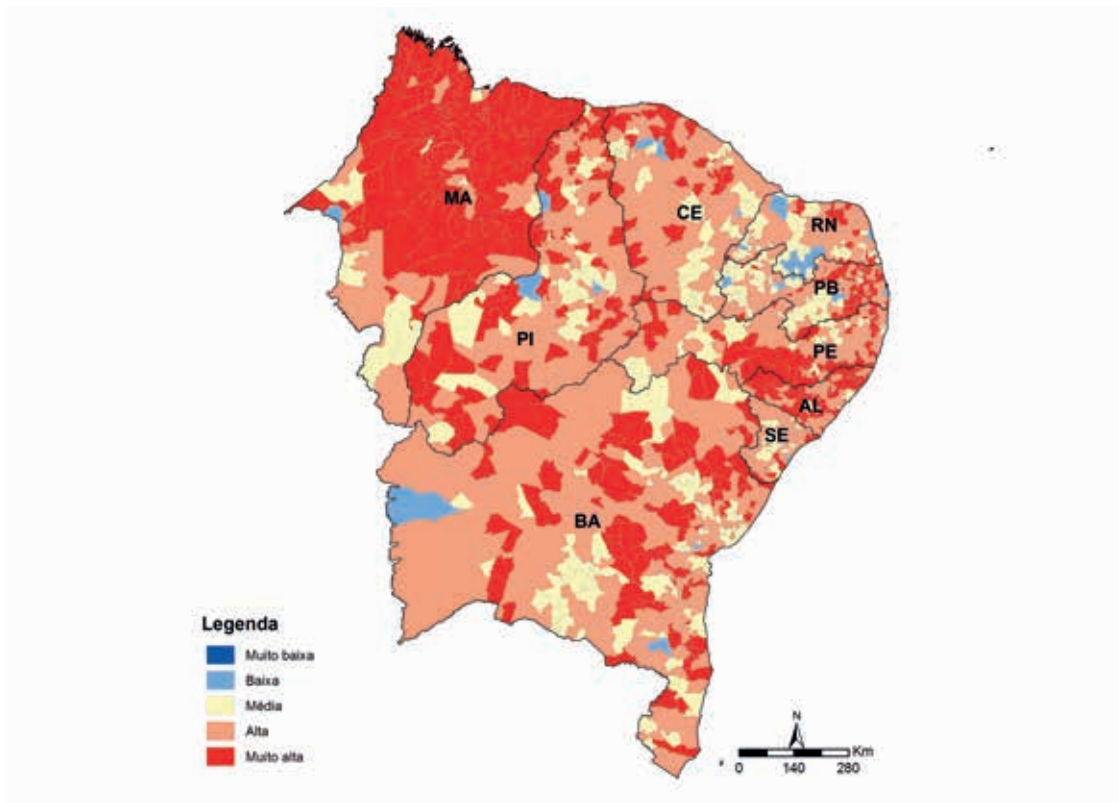 MA
CE
RN
PB
PI
PE
AL
SE
BA
Legenda
Muito baixa
Baixa
Média
Alta
Muito alta
N
Km
0 140 280